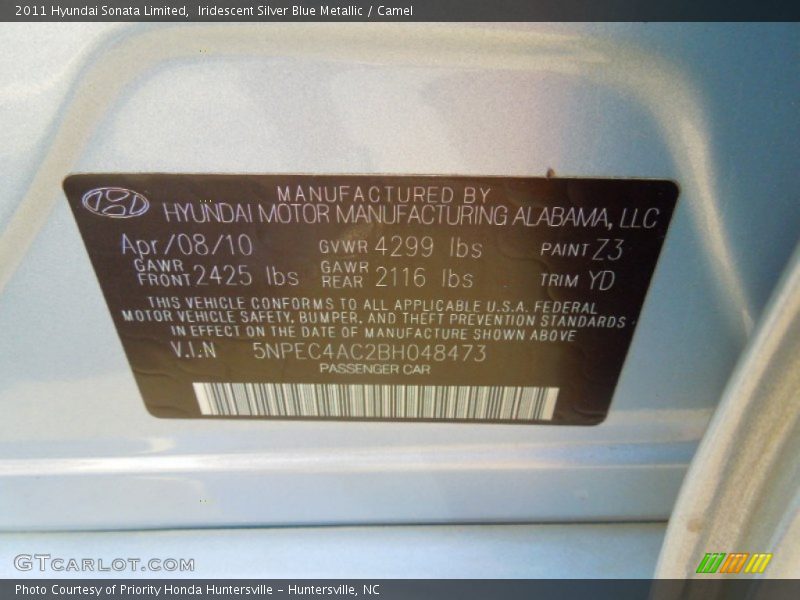 2011 Hyundai Sonata Limited, Iridescent Silver Blue Metallic / Camel
MANUFACTURED BY
HYUNDAI MOTOR MANUFACTURING ALABAMA, LLC
Apr/08/10 GVWR 4299 lbs PAINT Z3
GAWR FRONT 2425 lbs GAWR REAR 2116 lbs TRIM YD
THIS VEHICLE CONFORMS TO ALL APPLICABLE U.S.A. FEDERAL
MOTOR VEHICLE SAFETY, BUMPER, AND THEFT PREVENTION STANDARDS
IN EFFECT ON THE DATE OF MANUFACTURE SHOWN ABOVE
V.I.N 5NPEC4AC2BH048473
PASSENGER CAR
GTCARLOT.COM
Photo Courtesy of Priority Honda Huntersville – Huntersville, NC